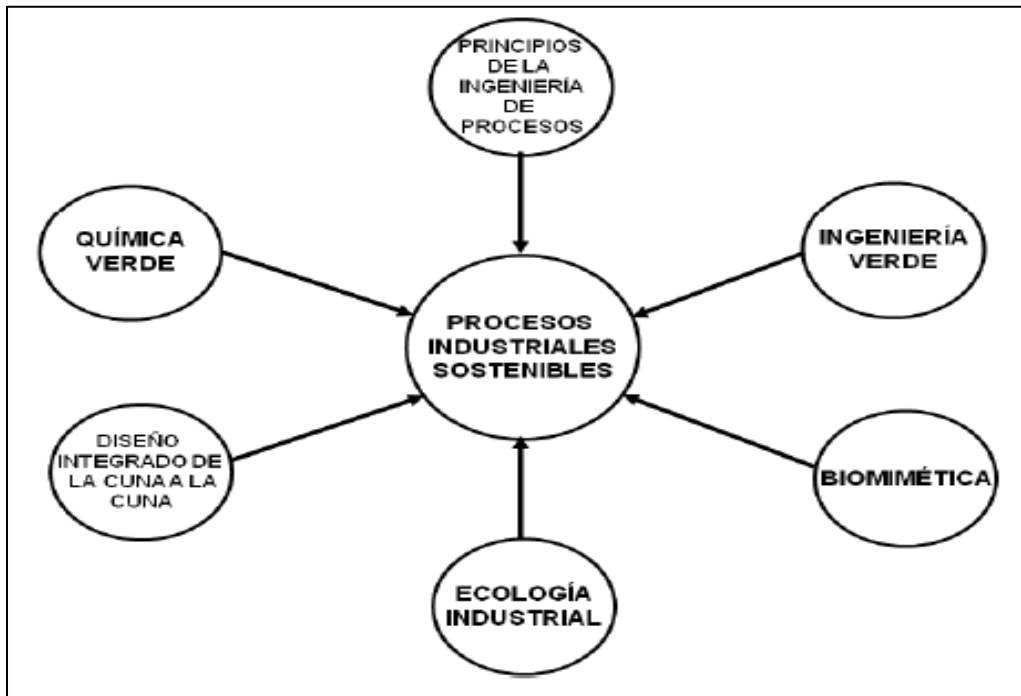 PRINCIPIOS
DE LA
INGENIERÍA
DE
PROCESOS
QUÍMICA
VERDE
INGENIERÍA
VERDE
PROCESOS
INDUSTRIALES
SOSTENIBLES
DISEÑO
INTEGRADO DE
LA CUNA A LA
CUNA
BIOMIMÉTICA
ECOLOGÍA
INDUSTRIAL